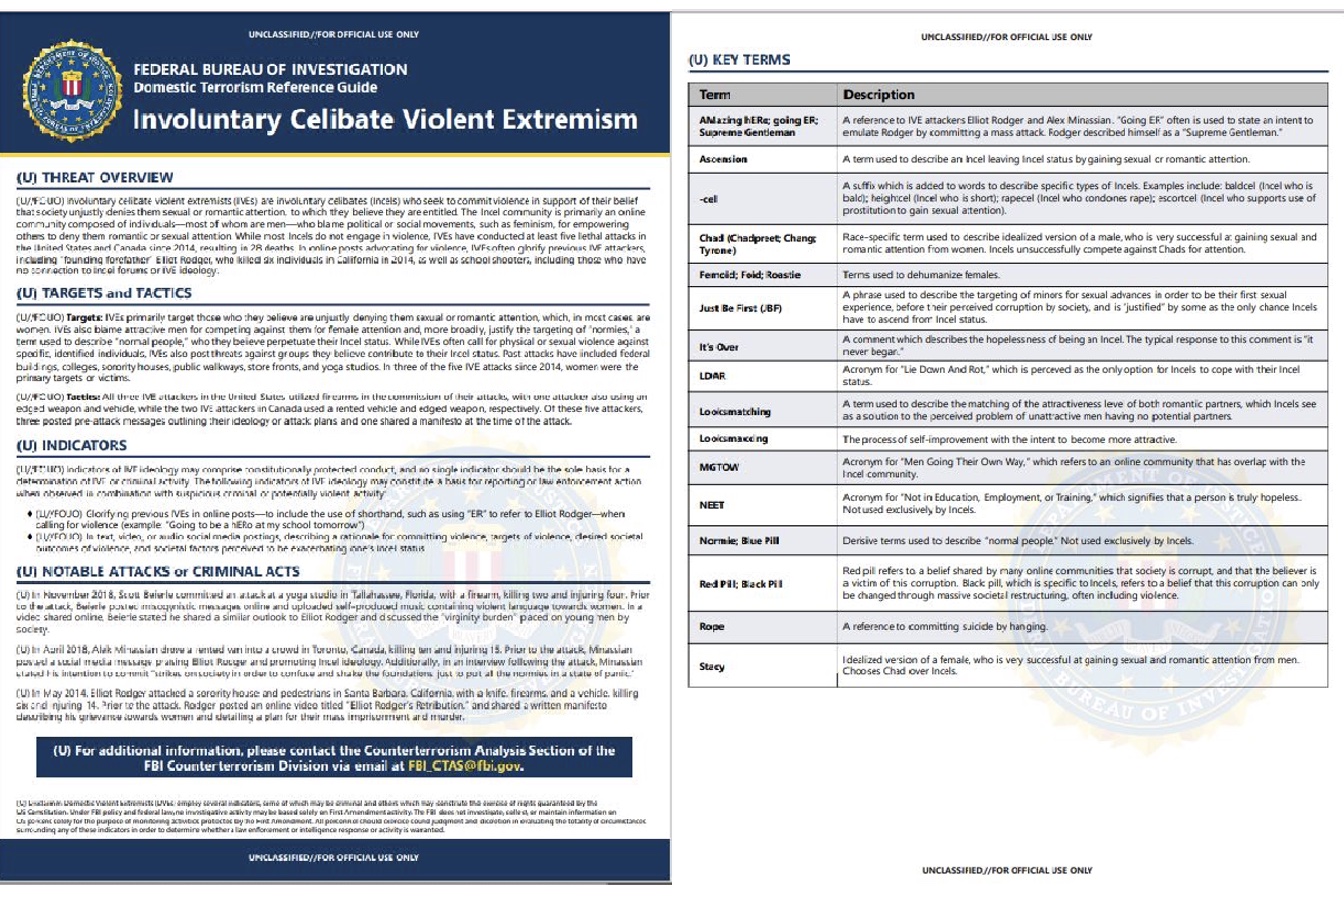 UNCLASSIFIED//FOR OFFICIAL USE ONLY
FEDERAL BUREAU OF INVESTIGATION
Domestic Terrorism Reference Guide
Involuntary Celibate Violent Extremism
(U) THREAT OVERVIEW
(U//FOUO) Involuntary celibate violent extremists (IVEs) are involuntary celibates (Incels) who seek to commit violence in support of their belief
that society unjustly denies them sexual or romantic attention, to which they believe they are entitled. The Incel community is primarily an online
community composed of individuals—most of whom are men—who blame political or social movements, such as feminism, for empowering
others to deny them romantic or sexual attention. While most Incels do not engage in violence, IVEs have conducted at least five lethal attacks in
the United States and Canada since 2014, resulting in 28 deaths. In online posts advocating for violence, IVEs often glorify previous IVE attackers,
including "founding forefather" Elliot Rodger, who killed six individuals in California in 2014, as well as school shooters, including those who have
no connection to Incel forums or IVE ideology.
(U) TARGETS and TACTICS
(U//FOUO) Targets: IVEs primarily target those who they believe are unjustly denying them sexual or romantic attention, which, in most cases are
women. IVEs also blame attractive men for competing against them for female attention and, more broadly, justify the targeting of "normies," a
term used to describe "normal people," who they believe perpetuate their Incel status. While IVEs often call for physical or sexual violence against
specific, identified individuals, IVEs also post threats against groups they believe contribute to their Incel status. Past attacks have included federal
buildings, colleges, sorority houses, public walkways, store fronts, and yoga studios. In three of the five IVE attacks since 2014, women were the
primary targets or victims.
(U//FOUO) Tactics: All three IVE attackers in the United States utilized firearms in the commission of their attacks, with one attacker also using an
edged weapon and vehicle, while the two IVE attackers in Canada used a rented vehicle and edged weapon, respectively. Of these five attackers,
three posted pre-attack messages outlining their ideology or attack plans and one shared a manifesto at the time of the attack.
(U) INDICATORS
(U//FOUO) Indicators of IVE ideology may comprise constitutionally protected conduct, and no single indicator should be the sole basis for a
determination of IVE or criminal activity. The following indicators of IVE ideology may constitute a basis for reporting or law enforcement action
when observed in combination with suspicious criminal or potentially violent activity:
♦ (U//FOUO) Glorifying previous IVEs in online posts—to include the use of shorthand, such as using "ER" to refer to Elliot Rodger—when
calling for violence (example: "Going to be a hERo at my school tomorrow")
♦ (U//FOUO) In text, video, or audio social media postings, describing a rationale for committing violence, targets of violence, desired societal
outcomes of violence, and societal factors perceived to be exacerbating one's Incel status
(U) NOTABLE ATTACKS or CRIMINAL ACTS
(U) In November 2018, Scott Beierle committed an attack at a yoga studio in Tallahassee, Florida, with a firearm, killing two and injuring four. Prior
to the attack, Beierle posted misogynistic messages online and uploaded self-produced music containing violent language towards women. In a
video shared online, Beierle stated he shared a similar outlook to Elliot Rodger and discussed the "virginity burden" placed on young men by
society.
(U) In April 2018, Alek Minassian drove a rented van into a crowd in Toronto, Canada, killing ten and injuring 15. Prior to the attack, Minassian
posted a social media message praising Elliot Rodger and promoting Incel ideology. Additionally, in an interview following the attack, Minassian
stated his intention to commit "strikes on society in order to confuse and shake the foundations, just to put all the normies in a state of panic."
(U) In May 2014, Elliot Rodger attacked a sorority house and pedestrians in Santa Barbara, California, with a knife, firearms, and a vehicle, killing
six and injuring 14. Prior to the attack, Rodger posted an online video titled "Elliot Rodger's Retribution," and shared a written manifesto
describing his grievance towards women and detailing a plan for their mass imprisonment and murder.
(U) For additional information, please contact the Counterterrorism Analysis Section of the
FBI Counterterrorism Division via email at FBI_CTAS@fbi.gov.
(U) Disclaimer: Domestic Violent Extremists (DVEs) employ several indicators, some of which may be criminal and others which may constitute the exercise of rights guaranteed by the
US Constitution. Under FBI policy and federal law, no investigative activity may be based solely on First Amendment activity. The FBI does not investigate, collect, or maintain information on
US persons solely for the purpose of monitoring activities protected by the First Amendment. All personnel should exercise sound judgment and discretion in evaluating the totality of circumstances
surrounding any of these indicators in order to determine whether a law enforcement or intelligence response or activity is warranted.
UNCLASSIFIED//FOR OFFICIAL USE ONLY
UNCLASSIFIED//FOR OFFICIAL USE ONLY
(U) KEY TERMS
Term Description
AMazing hERo; going ER; A reference to IVE attackers Elliot Rodger and Alex Minassian. "Going ER" often is used to state an intent to
Supreme Gentleman emulate Rodger by committing a mass attack. Rodger described himself as a "Supreme Gentleman."
Ascension A term used to describe an Incel leaving Incel status by gaining sexual or romantic attention.
-cel A suffix which is added to words to describe specific types of Incels. Examples include: baldcel (Incel who is
bald); heightcel (Incel who is short); rapecel (Incel who condones rape); escortcel (Incel who supports use of
prostitution to gain sexual attention).
Chad (Chadpreet; Chang; Race-specific term used to describe idealized version of a male, who is very successful at gaining sexual and
Tyrone) romantic attention from women. Incels unsuccessfully compete against Chads for attention.
Femoid; Foid; Roastie Terms used to dehumanize females.
Just Be First (JBF) A phrase used to describe the targeting of minors for sexual advances in order to be their first sexual
experience, before their perceived corruption by society, and is "justified" by some as the only chance Incels
have to ascend from Incel status.
It's Over A comment which describes the hopelessness of being an Incel. The typical response to this comment is "it
never began."
LDAR Acronym for "Lie Down And Rot," which is perceved as the only option for Incels to cope with their Incel
status.
Looksmatching A term used to describe the matching of the attractiveness level of both romantic partners, which Incels see
as a solution to the perceived problem of unattractive men having no potential partners.
Looksmaxxing The process of self-improvement with the intent to become more attractive.
MGTOW Acronym for "Men Going Their Own Way," which refers to an online community that has overlap with the
Incel community.
NEET Acronym for "Not in Education, Employment, or Training," which signifies that a person is truly hopeless.
Not used exclusively by Incels.
Normie; Blue Pill Derisive terms used to describe "normal people." Not used exclusively by Incels.
Red Pill; Black Pill Red pill refers to a belief shared by many online communities that society is corrupt, and that the believer is
a victim of this corruption. Black pill, which is specific to Incels, refers to a belief that this corruption can only
be changed through massive societal restructuring, often including violence.
Rope A reference to committing suicide by hanging.
Stacy Idealized version of a female, who is very successful at gaining sexual and romantic attention from men.
Chooses Chad over Incels.
UNCLASSIFIED//FOR OFFICIAL USE ONLY